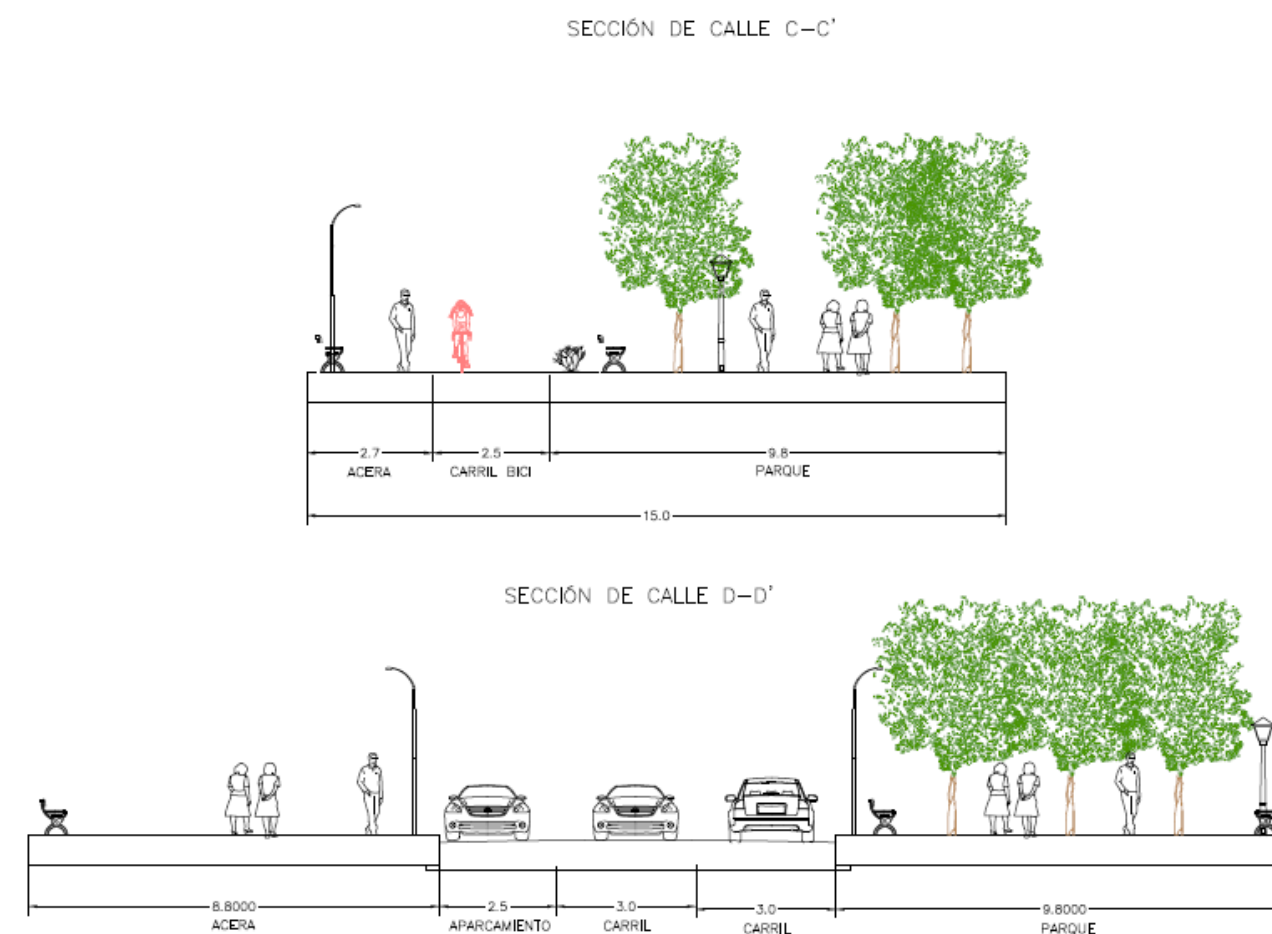 SECCIÓN DE CALLE C–C'
2.7 2.5 9.8
ACERA CARRIL BICI PARQUE
15.0
SECCIÓN DE CALLE D–D'
8.8000 2.5 3.0 3.0 9.8000
ACERA APARCAMIENTO CARRIL CARRIL PARQUE